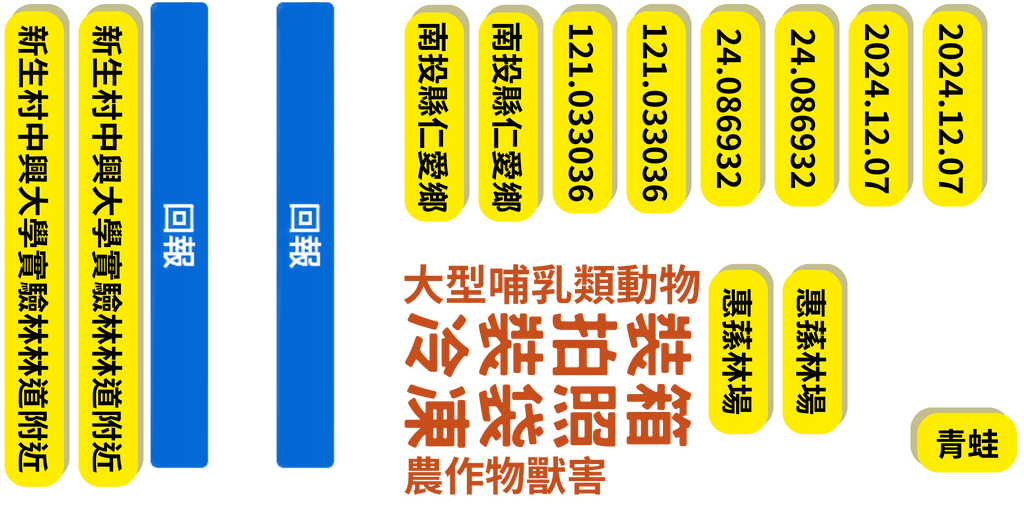 新生村中興大學實驗林林道附近
新生村中興大學實驗林林道附近
回報
回報
南投縣仁愛鄉
南投縣仁愛鄉
121.033036
121.033036
24.086932
24.086932
2024.12.07
2024.12.07
大型哺乳類動物
冷凍
裝袋
拍照
裝箱
農作物獸害
惠蓀林場
惠蓀林場
青蛙